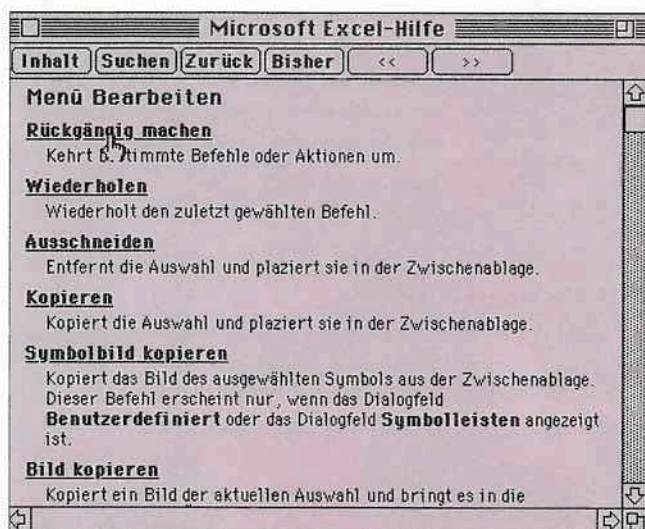 Microsoft Excel-Hilfe
Inhalt Suchen Zurück Bisher << >>
Menü Bearbeiten
Rückgängig machen
Kehrt timmte Befehle oder Aktionen um.
Wiederholen
Wiederholt den zuletzt gewählten Befehl.
Ausschneiden
Entfernt die Auswahl und plaziert sie in der Zwischenablage.
Kopieren
Kopiert die Auswahl und plaziert sie in der Zwischenablage.
Symbolbild kopieren
Kopiert das Bild des ausgewählten Symbols aus der Zwischenablage.
Dieser Befehl erscheint nur, wenn das Dialogfeld
Benutzerdefiniert oder das Dialogfeld Symbolleisten angezeigt
ist.
Bild kopieren
Kopiert ein Bild der aktuellen Auswahl und bringt es in die